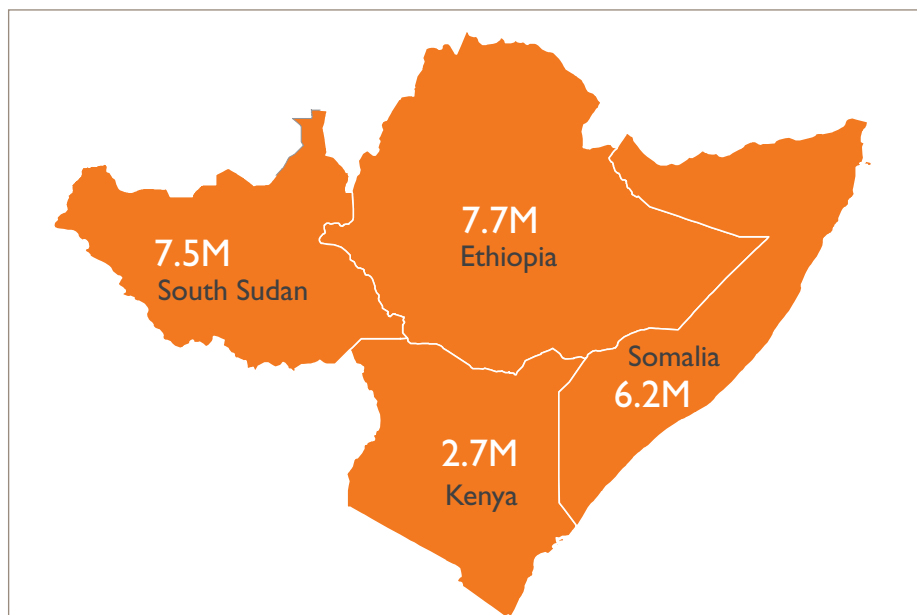 7.7M
Ethiopia
7.5M
South Sudan
Somalia
6.2M
2.7M
Kenya